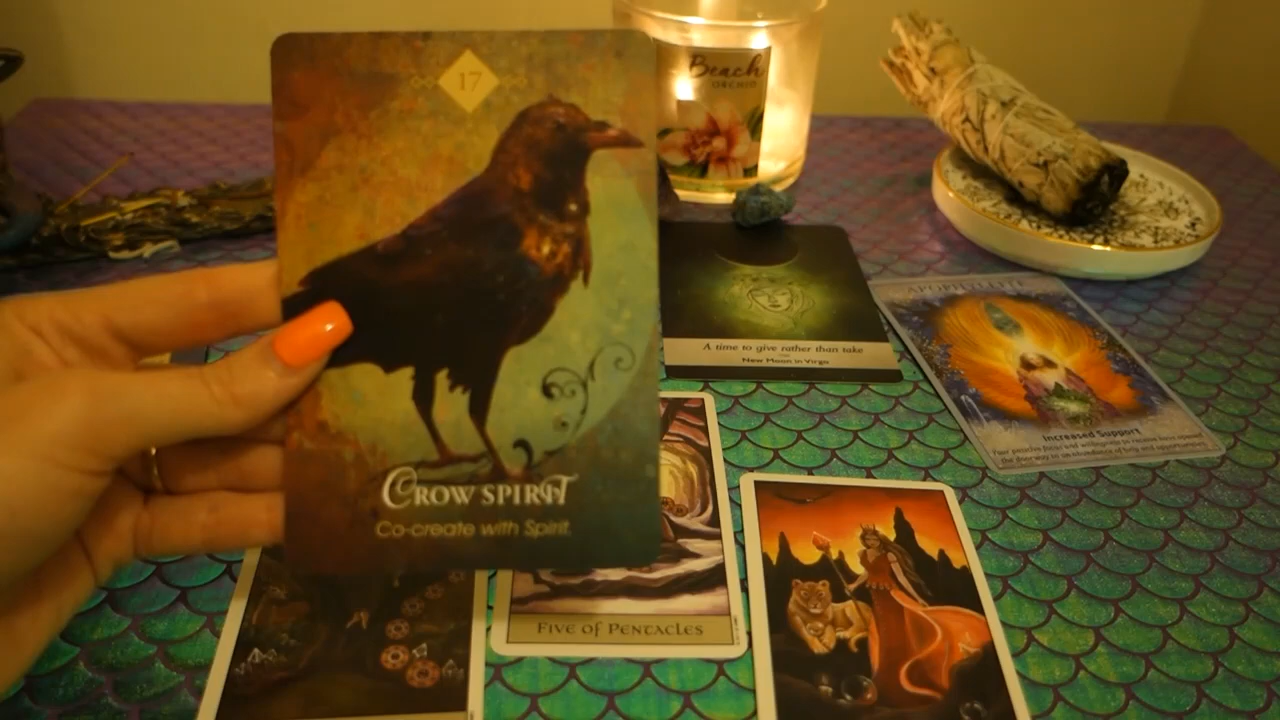 17
CROW SPIRIT
Co-create with Spirit.
Beach
ORCHID
A time to give rather than take
New Moon in Virgo
APOPHYLLITE
Increased Support
FIVE OF PENTACLES